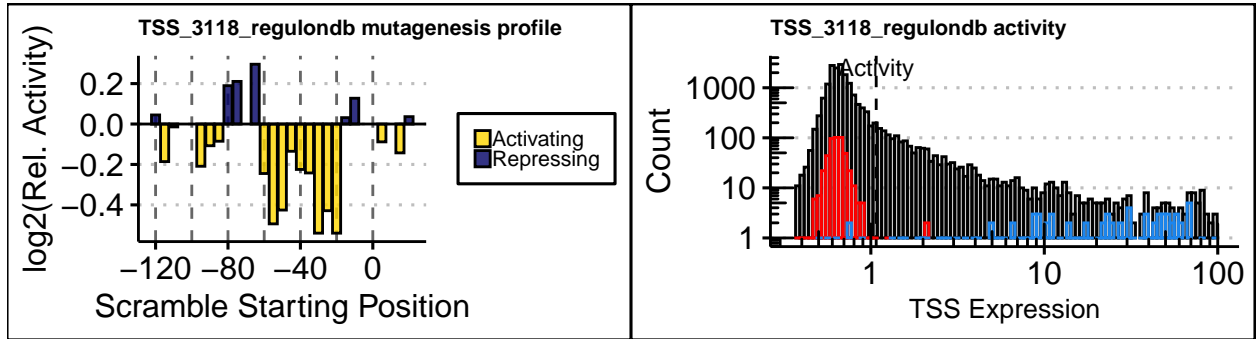 TSS_3118_regulondb mutagenesis profile
log2(Rel. Activity)
0.2
0.0
−0.2
−0.4
−120
−80
−40
0
Scramble Starting Position
Activating
Repressing
TSS_3118_regulondb activity
Activity
Count
1000
100
10
1
1
10
100
TSS Expression